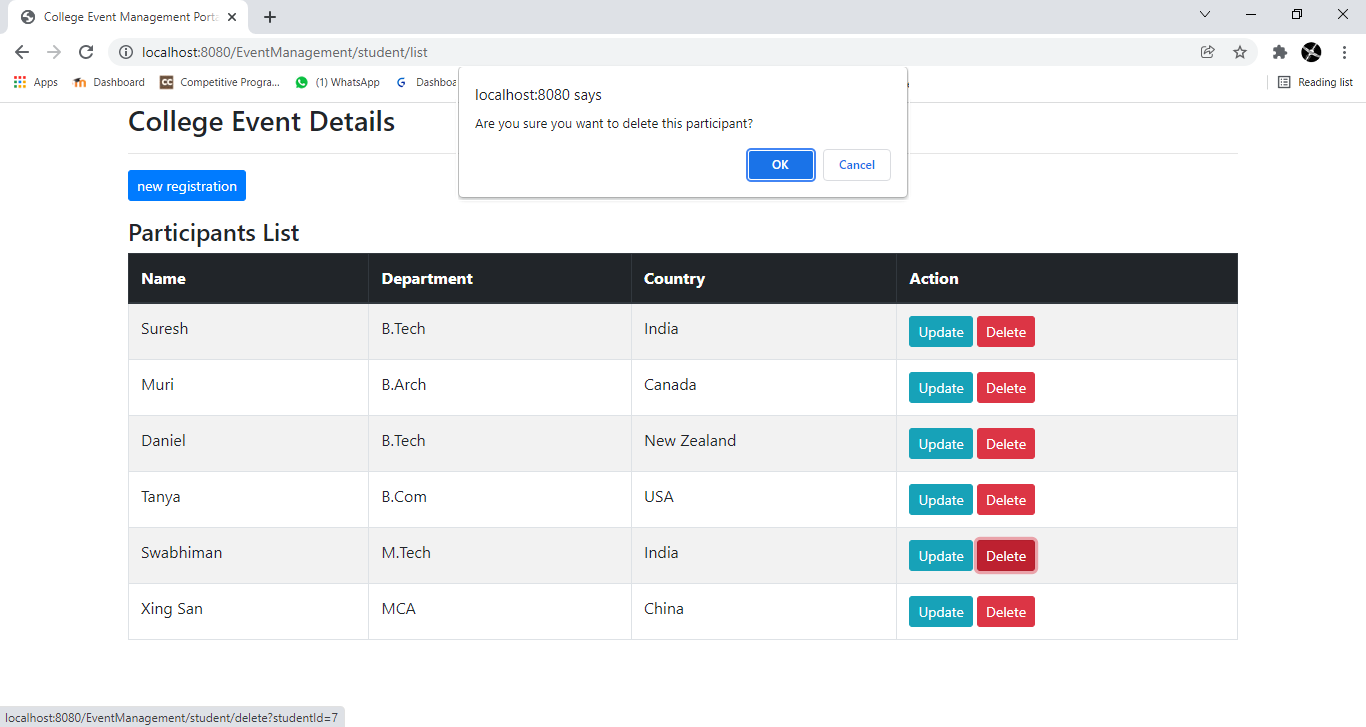 College Event Management Porta
localhost:8080/EventManagement/student/list
Apps Dashboard CC Competitive Progra... (1) WhatsApp G Dashboa Reading list
localhost:8080 says
Are you sure you want to delete this participant?
OK Cancel
College Event Details
new registration
Participants List
Name Department Country Action
Suresh B.Tech India Update Delete
Muri B.Arch Canada Update Delete
Daniel B.Tech New Zealand Update Delete
Tanya B.Com USA Update Delete
Swabhiman M.Tech India Update Delete
Xing San MCA China Update Delete
localhost:8080/EventManagement/student/delete?studentId=7